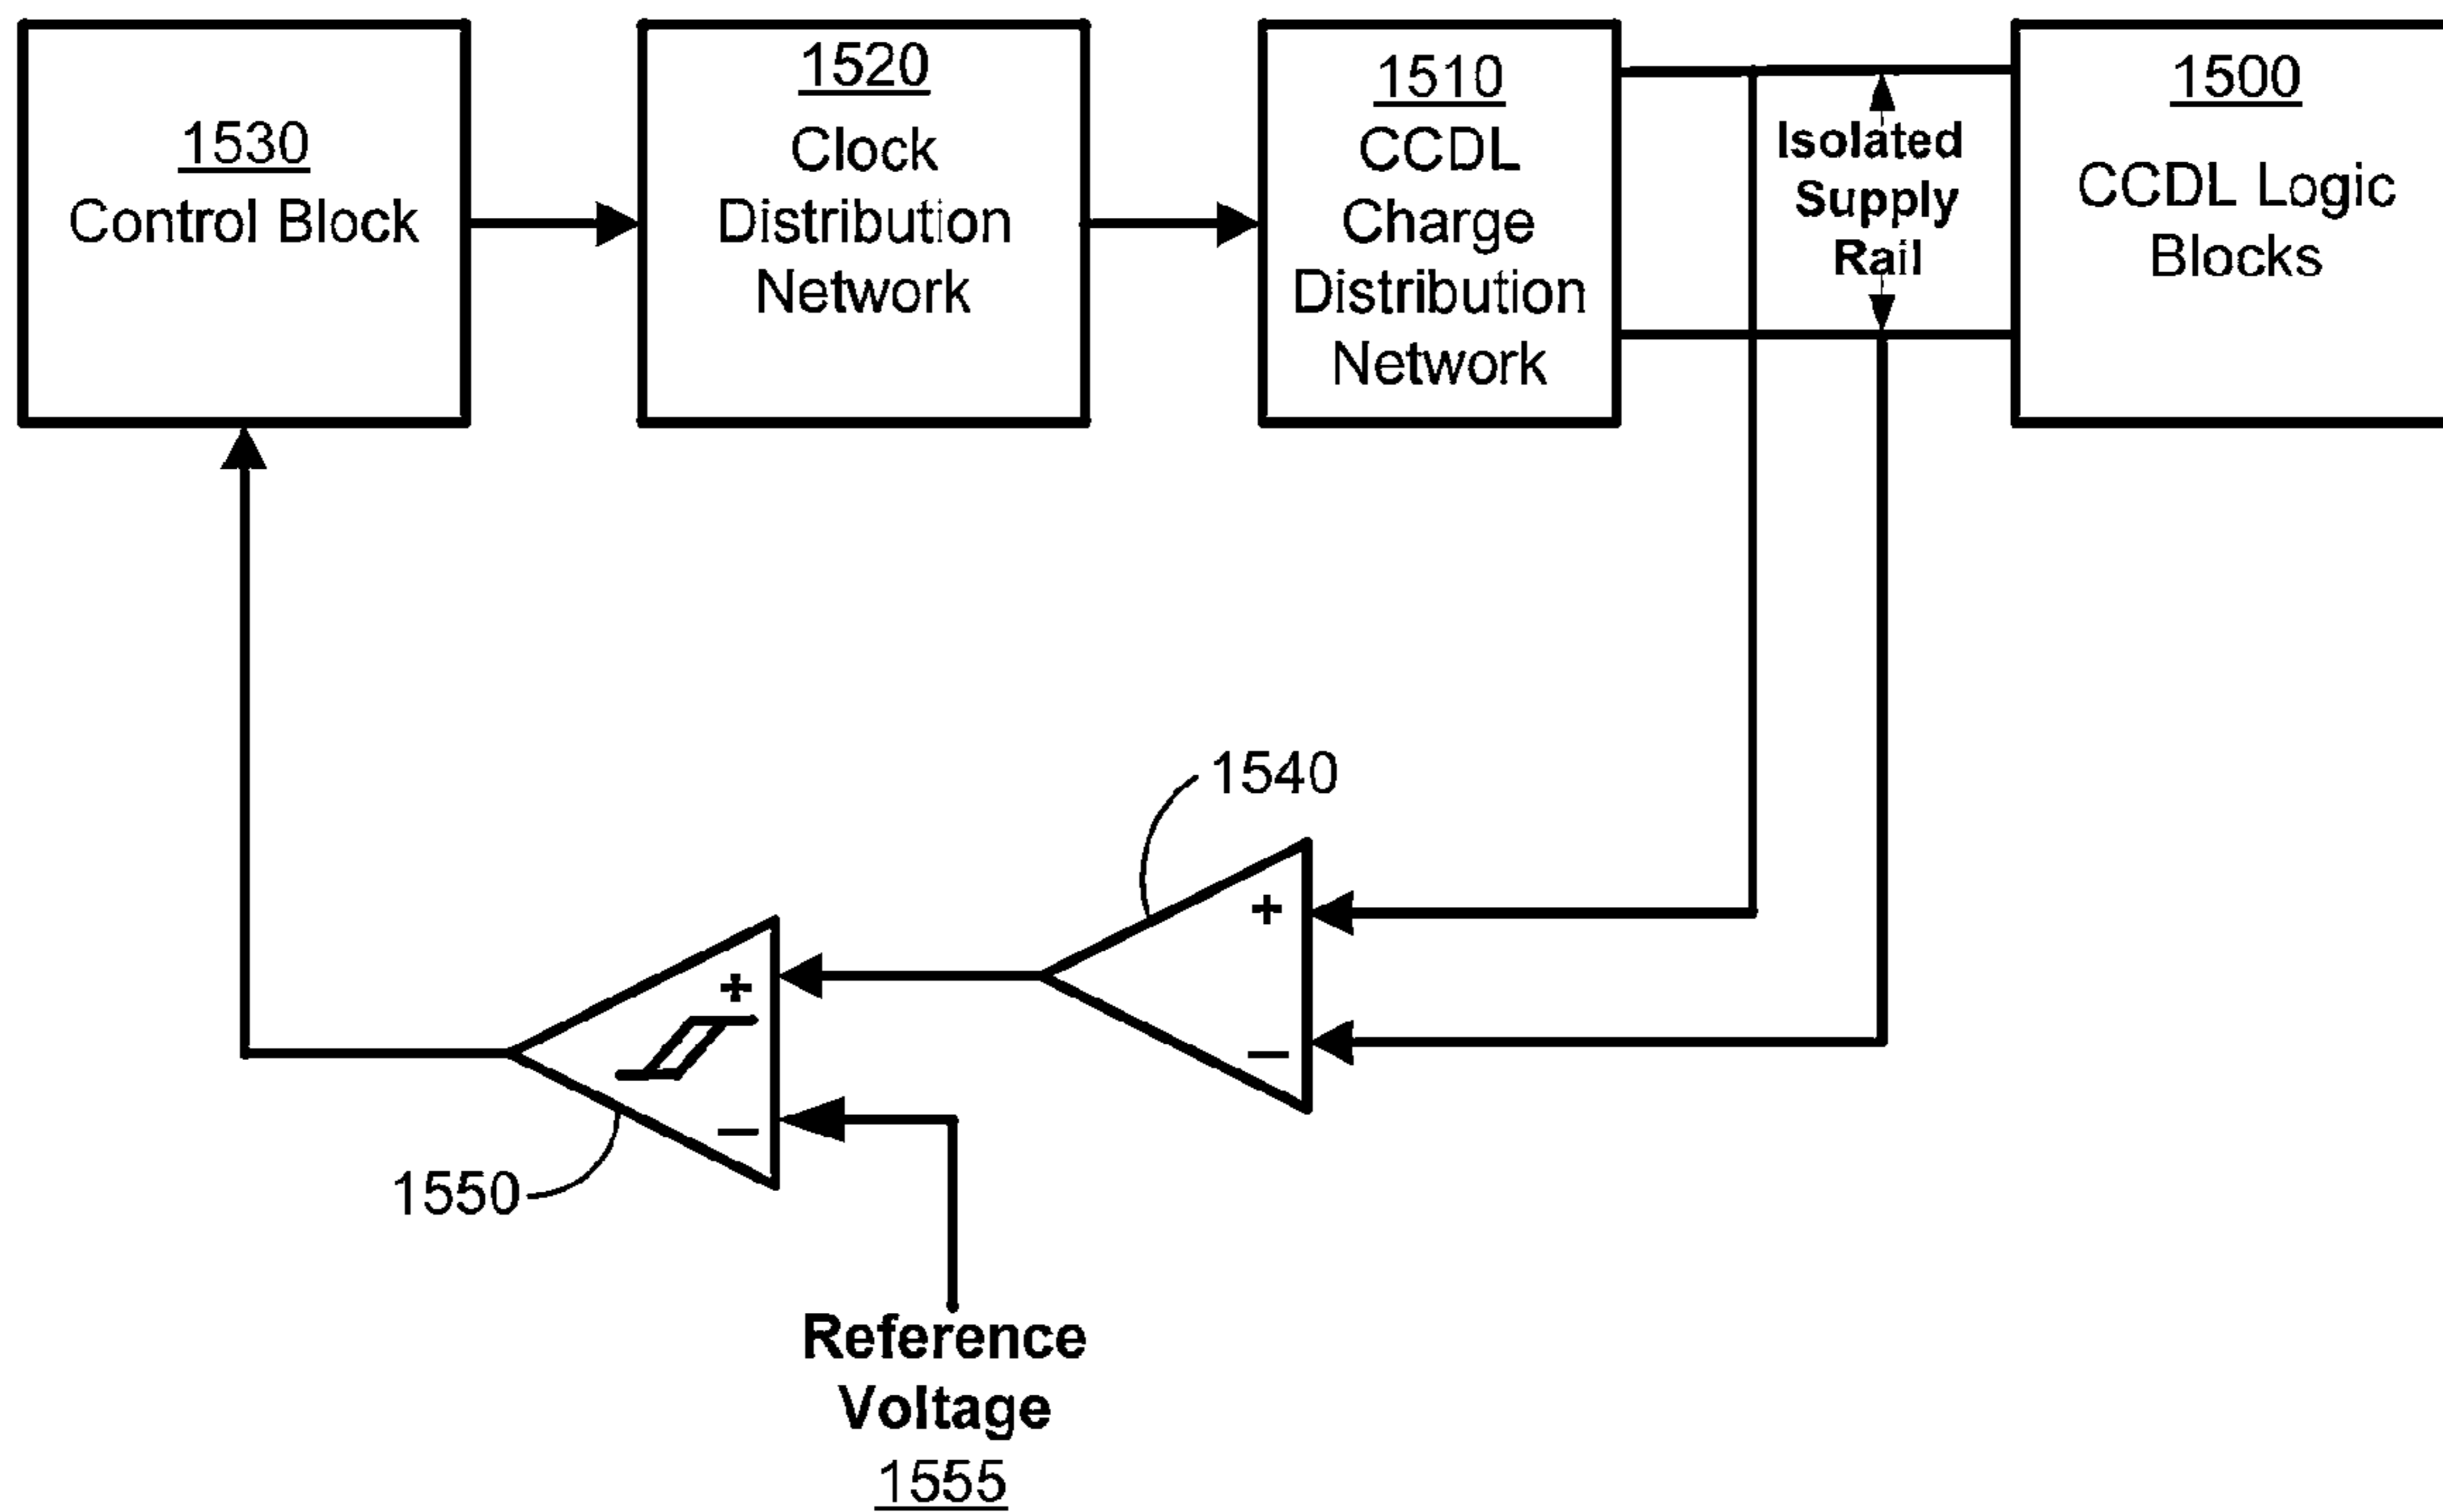 1530
Control Block
1520
Clock
Distribution
Network
1510
CCDL
Charge
Distribution
Network
Isolated
Supply
Rail
1500
CCDL Logic
Blocks
1540
+
−
+
−
1550
Reference
Voltage
1555